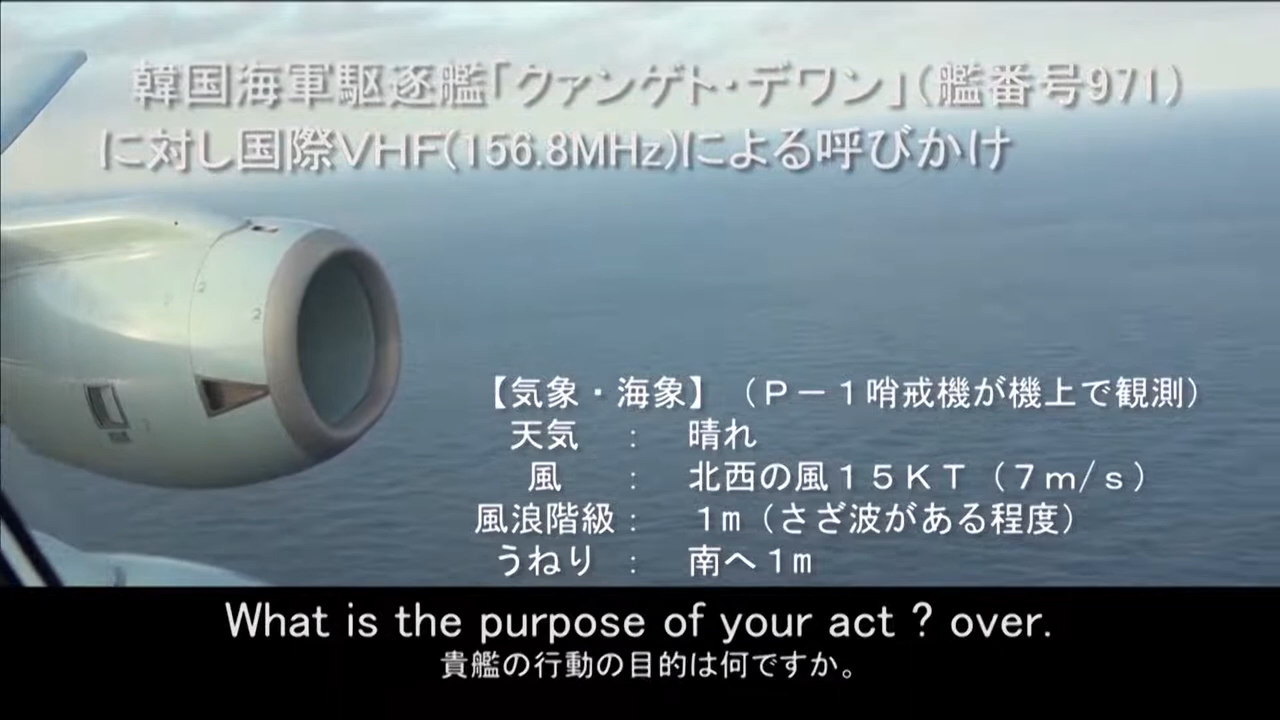 韓国海軍駆逐艦「クァンゲト・デワン」(艦番号971)
に対し国際VHF(156.8MHz)による呼びかけ
【気象・海象】（Ｐ－１哨戒機が機上で観測）
天気 ： 晴れ
風 ： 北西の風１５ＫＴ（７ｍ/ｓ）
風浪階級： １ｍ（さざ波がある程度）
うねり ： 南へ１ｍ
What is the purpose of your act ? over.
貴艦の行動の目的は何ですか。